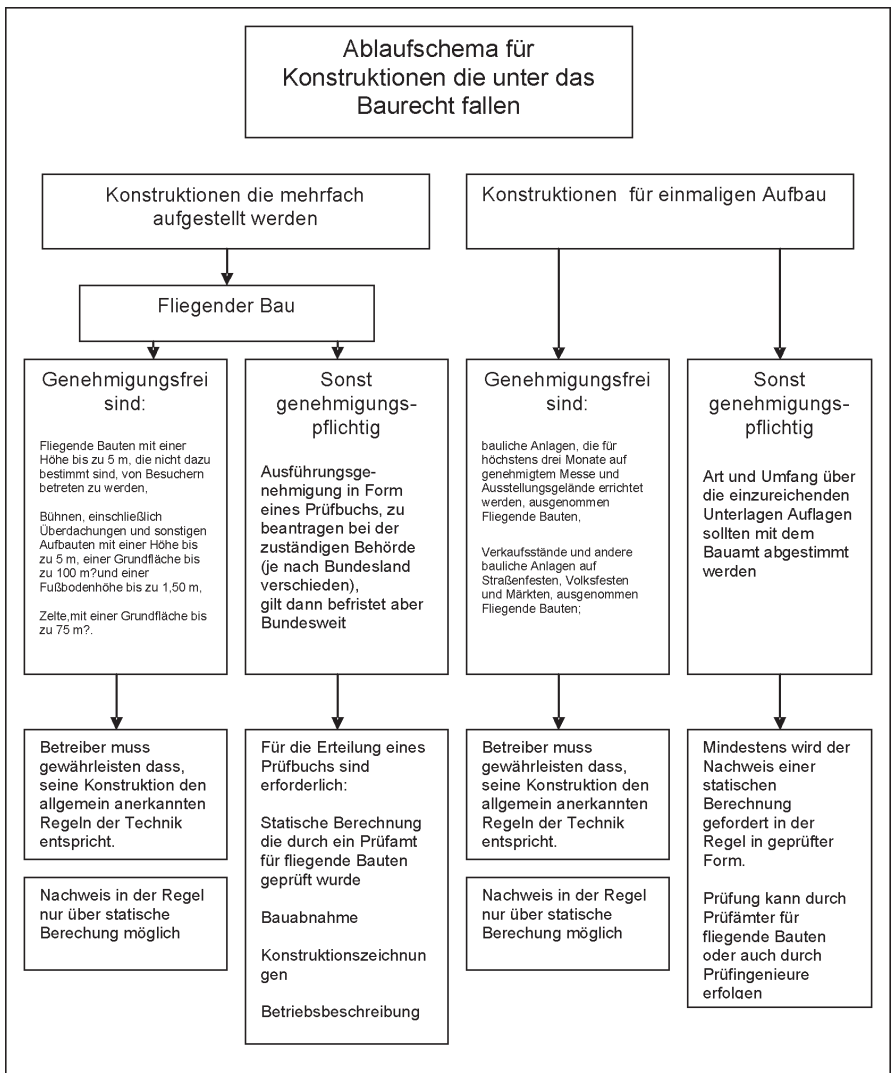 Ablaufschema für
Konstruktionen die unter das
Baurecht fallen
Konstruktionen die mehrfach
aufgestellt werden
Konstruktionen für einmaligen Aufbau
Fliegender Bau
Genehmigungsfrei
sind:
Fliegende Bauten mit einer
Höhe bis zu 5 m, die nicht dazu
bestimmt sind, von Besuchern
betreten zu werden,
Bühnen, einschließlich
Überdachungen und sonstigen
Aufbauten mit einer Höhe bis
zu 5 m, einer Grundfläche bis
zu 100 m?und einer
Fußbodenhöhe bis zu 1,50 m,
Zelte,mit einer Grundfläche bis
zu 75 m?.
Sonst
genehmigungs-
pflichtig
Ausführungsge-
nehmigung in Form
eines Prüfbuchs, zu
beantragen bei der
zuständigen Behörde
(je nach Bundesland
verschieden),
gilt dann befristet aber
Bundesweit
Genehmigungsfrei
sind:
bauliche Anlagen, die für
höchstens drei Monate auf
genehmigtem Messe und
Ausstellungsgelände errichtet
werden, ausgenommen
Fliegende Bauten,
Verkaufsstände und andere
bauliche Anlagen auf
Straßenfesten, Volksfesten
und Märkten, ausgenommen
Fliegende Bauten;
Sonst
genehmigungs-
pflichtig
Art und Umfang über
die einzureichenden
Unterlagen Auflagen
sollten mit dem
Bauamt abgestimmt
werden
Betreiber muss
gewährleisten dass,
seine Konstruktion den
allgemein anerkannten
Regeln der Technik
entspricht.
Nachweis in der Regel
nur über statische
Berechung möglich
Für die Erteilung eines
Prüfbuchs sind
erforderlich:
Statische Berechnung
die durch ein Prüfamt
für fliegende Bauten
geprüft wurde
Bauabnahme
Konstruktionszeichnu
ngen
Betriebsbeschreibung
Betreiber muss
gewährleisten dass,
seine Konstruktion den
allgemein anerkannten
Regeln der Technik
entspricht.
Nachweis in der Regel
nur über statische
Berechung möglich
Mindestens wird der
Nachweis einer
statischen
Berechnung
gefordert in der
Regel in geprüfter
Form.
Prüfung kann durch
Prüfämter für
fliegende Bauten
oder auch durch
Prüfingenieure
erfolgen